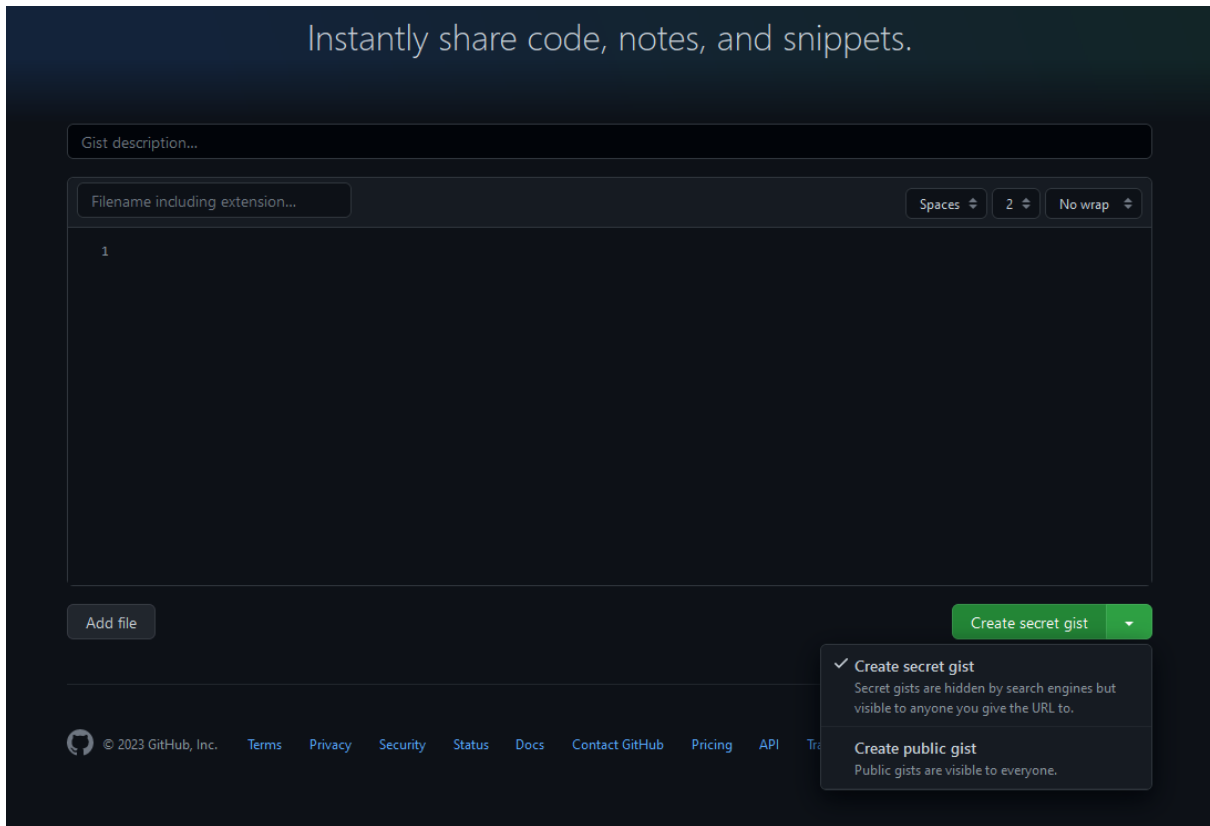 Instantly share code, notes, and snippets.
Gist description...
Filename including extension...
Spaces 2 No wrap
1
Add file
Create secret gist
Create secret gist
Secret gists are hidden by search engines but
visible to anyone you give the URL to.
Create public gist
Public gists are visible to everyone.
© 2023 GitHub, Inc. Terms Privacy Security Status Docs Contact GitHub Pricing API